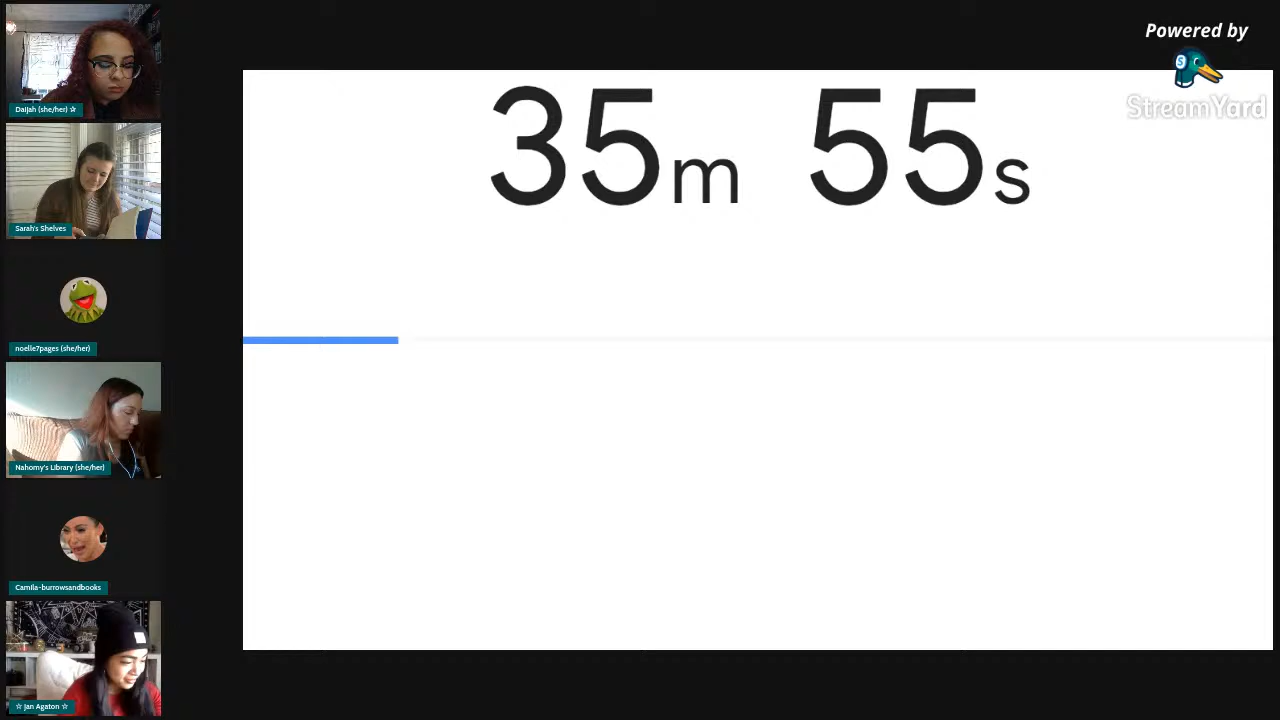 Powered by
S
StreamYard
35m 55s
Daijah (she/her) ☆
Sarah's Shelves
noelle7pages (she/her)
Nahomy's Library (she/her)
Camila-burrowsandbooks
☆ Jan Agaton ☆